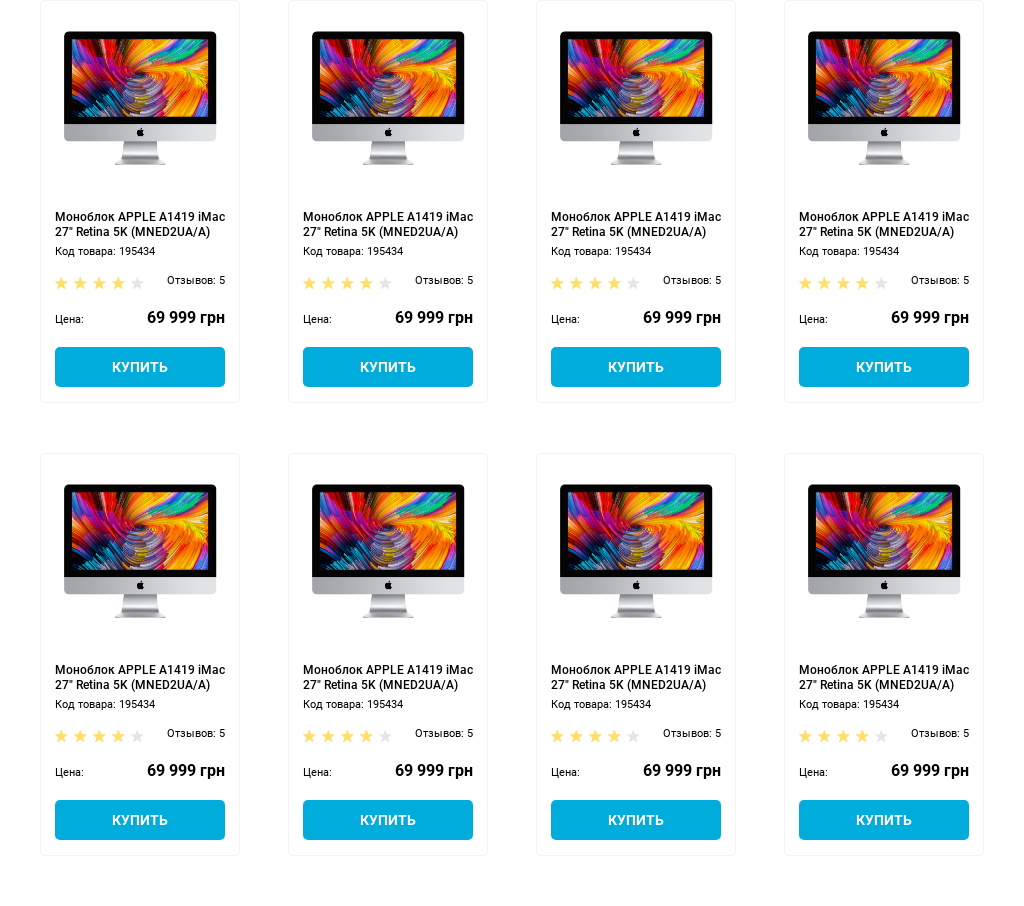 Моноблок APPLE A1419 iMac
27" Retina 5K (MNED2UA/A)
Код товара: 195434
Отзывов: 5
Цена: 69 999 грн
КУПИТЬ
Моноблок APPLE A1419 iMac
27" Retina 5K (MNED2UA/A)
Код товара: 195434
Отзывов: 5
Цена: 69 999 грн
КУПИТЬ
Моноблок APPLE A1419 iMac
27" Retina 5K (MNED2UA/A)
Код товара: 195434
Отзывов: 5
Цена: 69 999 грн
КУПИТЬ
Моноблок APPLE A1419 iMac
27" Retina 5K (MNED2UA/A)
Код товара: 195434
Отзывов: 5
Цена: 69 999 грн
КУПИТЬ
Моноблок APPLE A1419 iMac
27" Retina 5K (MNED2UA/A)
Код товара: 195434
Отзывов: 5
Цена: 69 999 грн
КУПИТЬ
Моноблок APPLE A1419 iMac
27" Retina 5K (MNED2UA/A)
Код товара: 195434
Отзывов: 5
Цена: 69 999 грн
КУПИТЬ
Моноблок APPLE A1419 iMac
27" Retina 5K (MNED2UA/A)
Код товара: 195434
Отзывов: 5
Цена: 69 999 грн
КУПИТЬ
Моноблок APPLE A1419 iMac
27" Retina 5K (MNED2UA/A)
Код товара: 195434
Отзывов: 5
Цена: 69 999 грн
КУПИТЬ